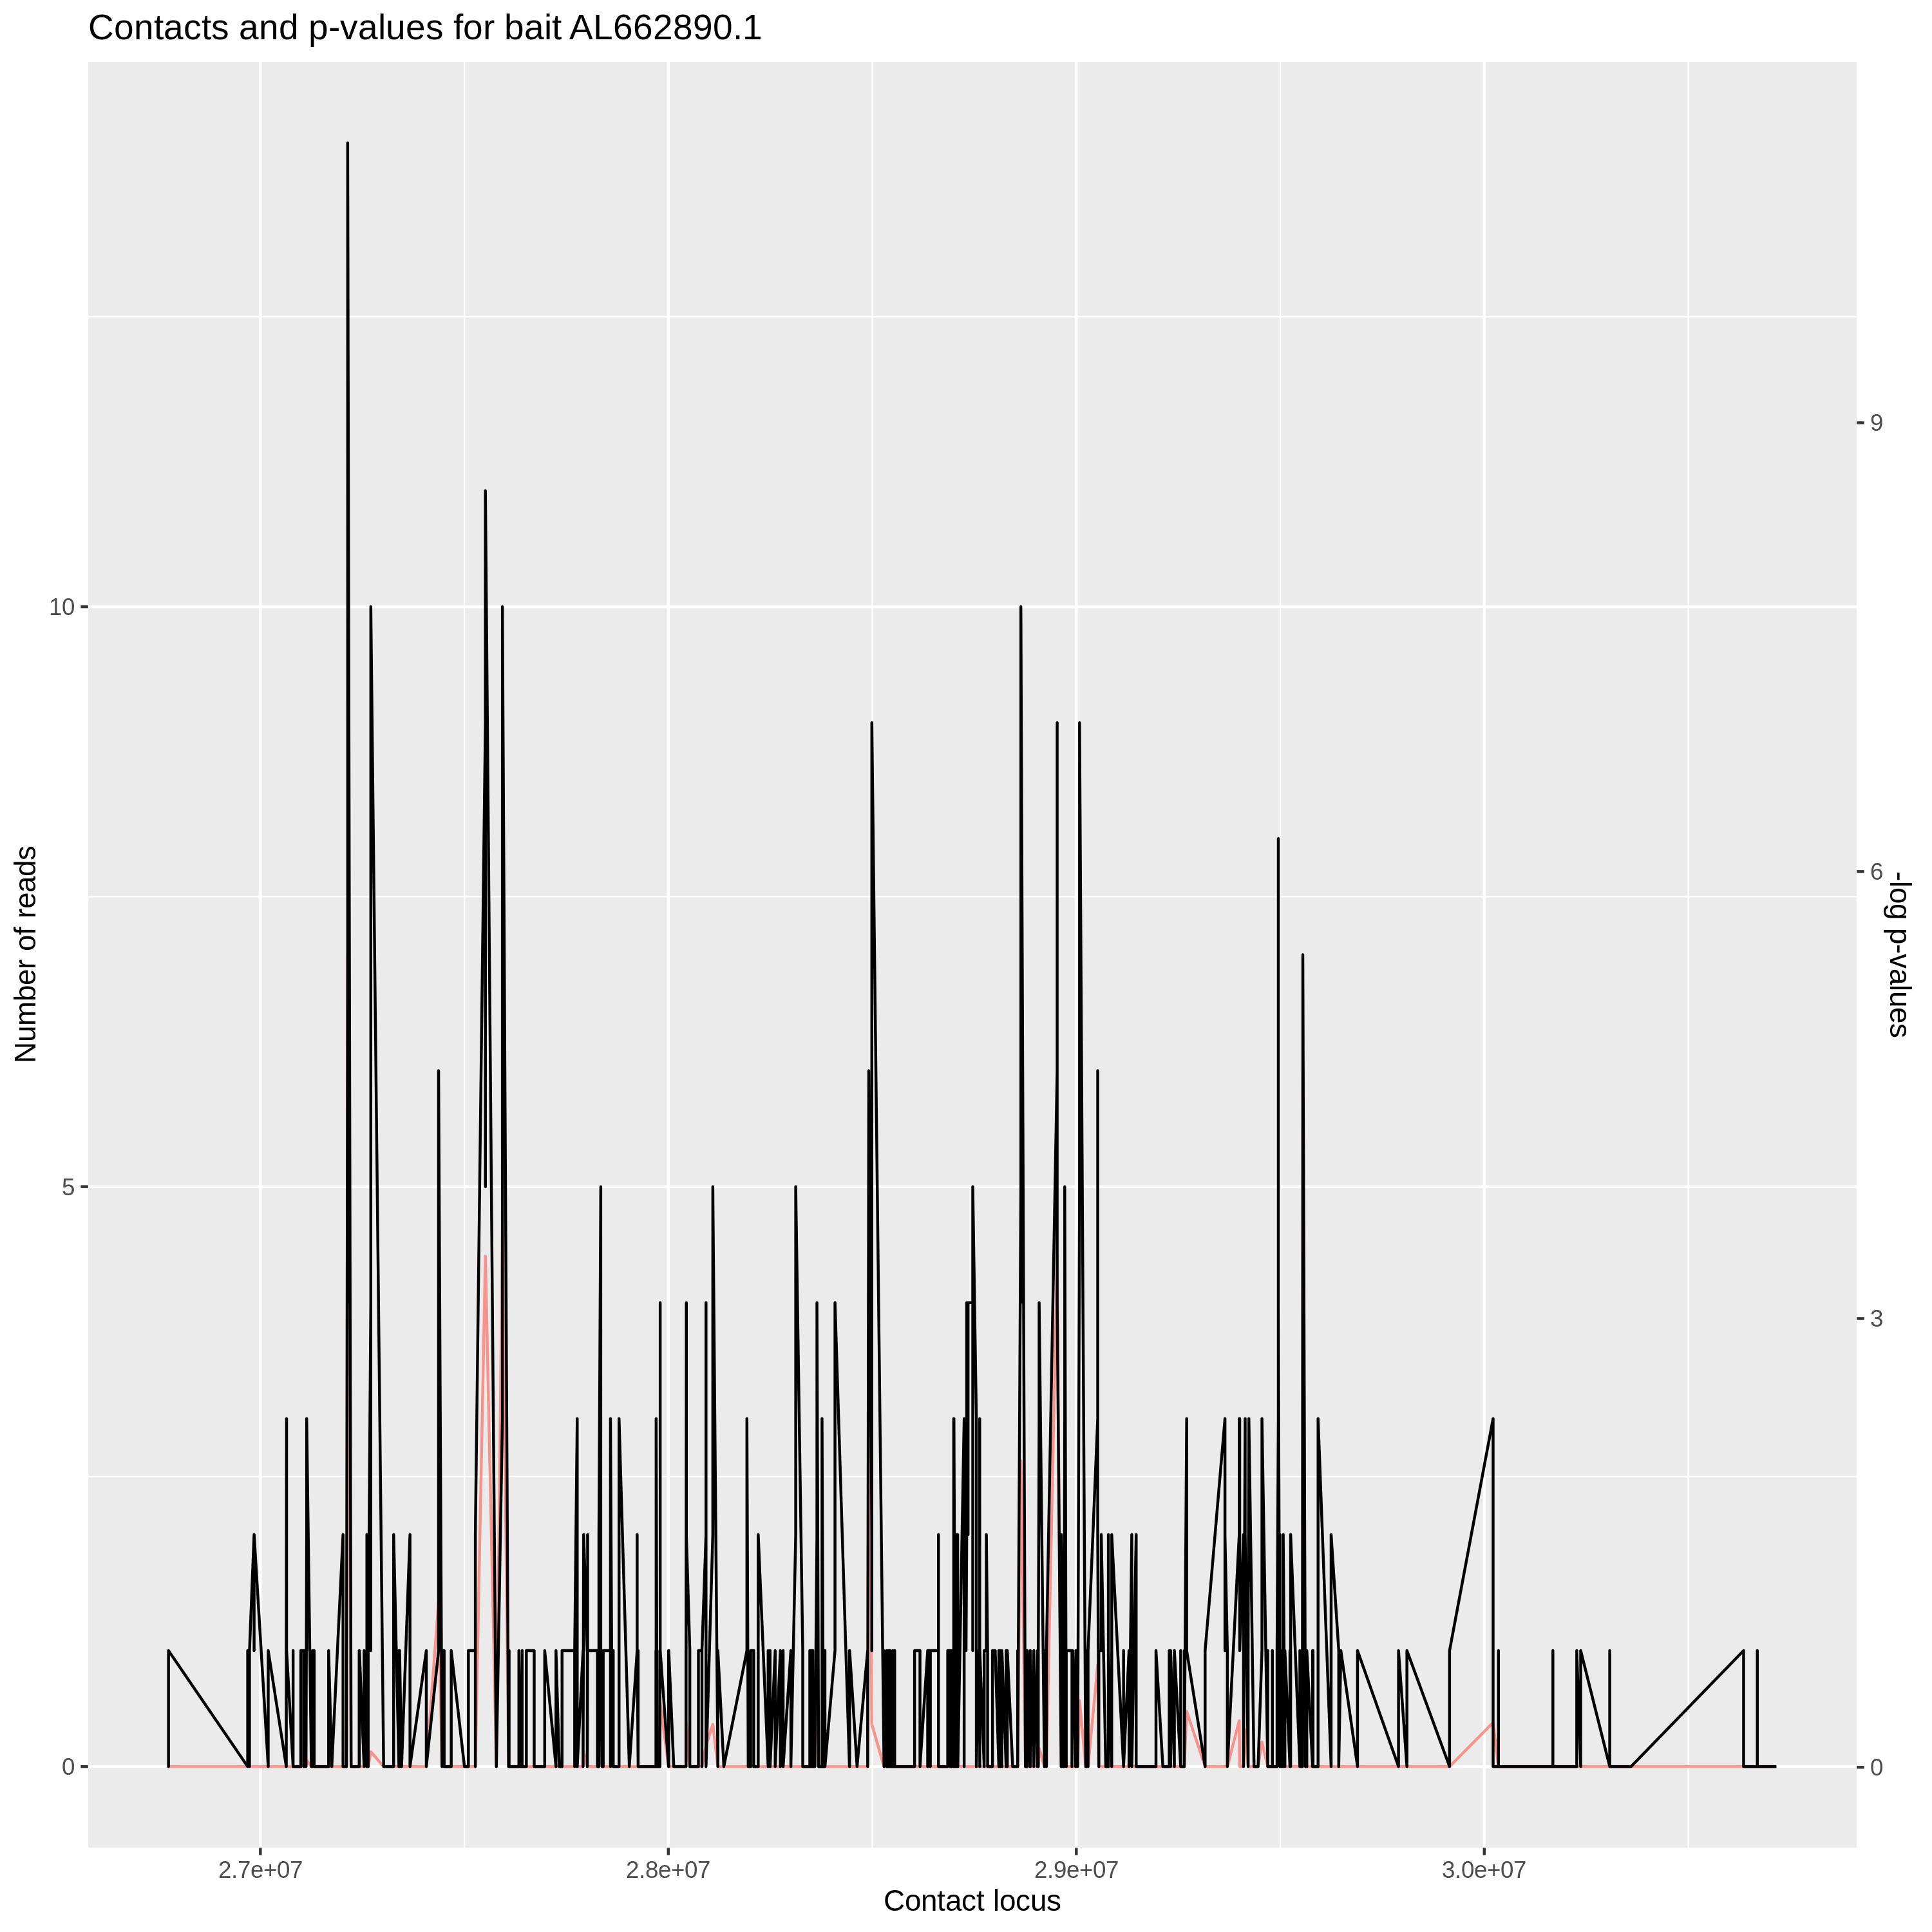 Contacts and p-values for bait AL662890.1
10
5
0
Number of reads
9
6
3
0
-log p-values
2.7e+07 2.8e+07 2.9e+07 3.0e+07
Contact locus